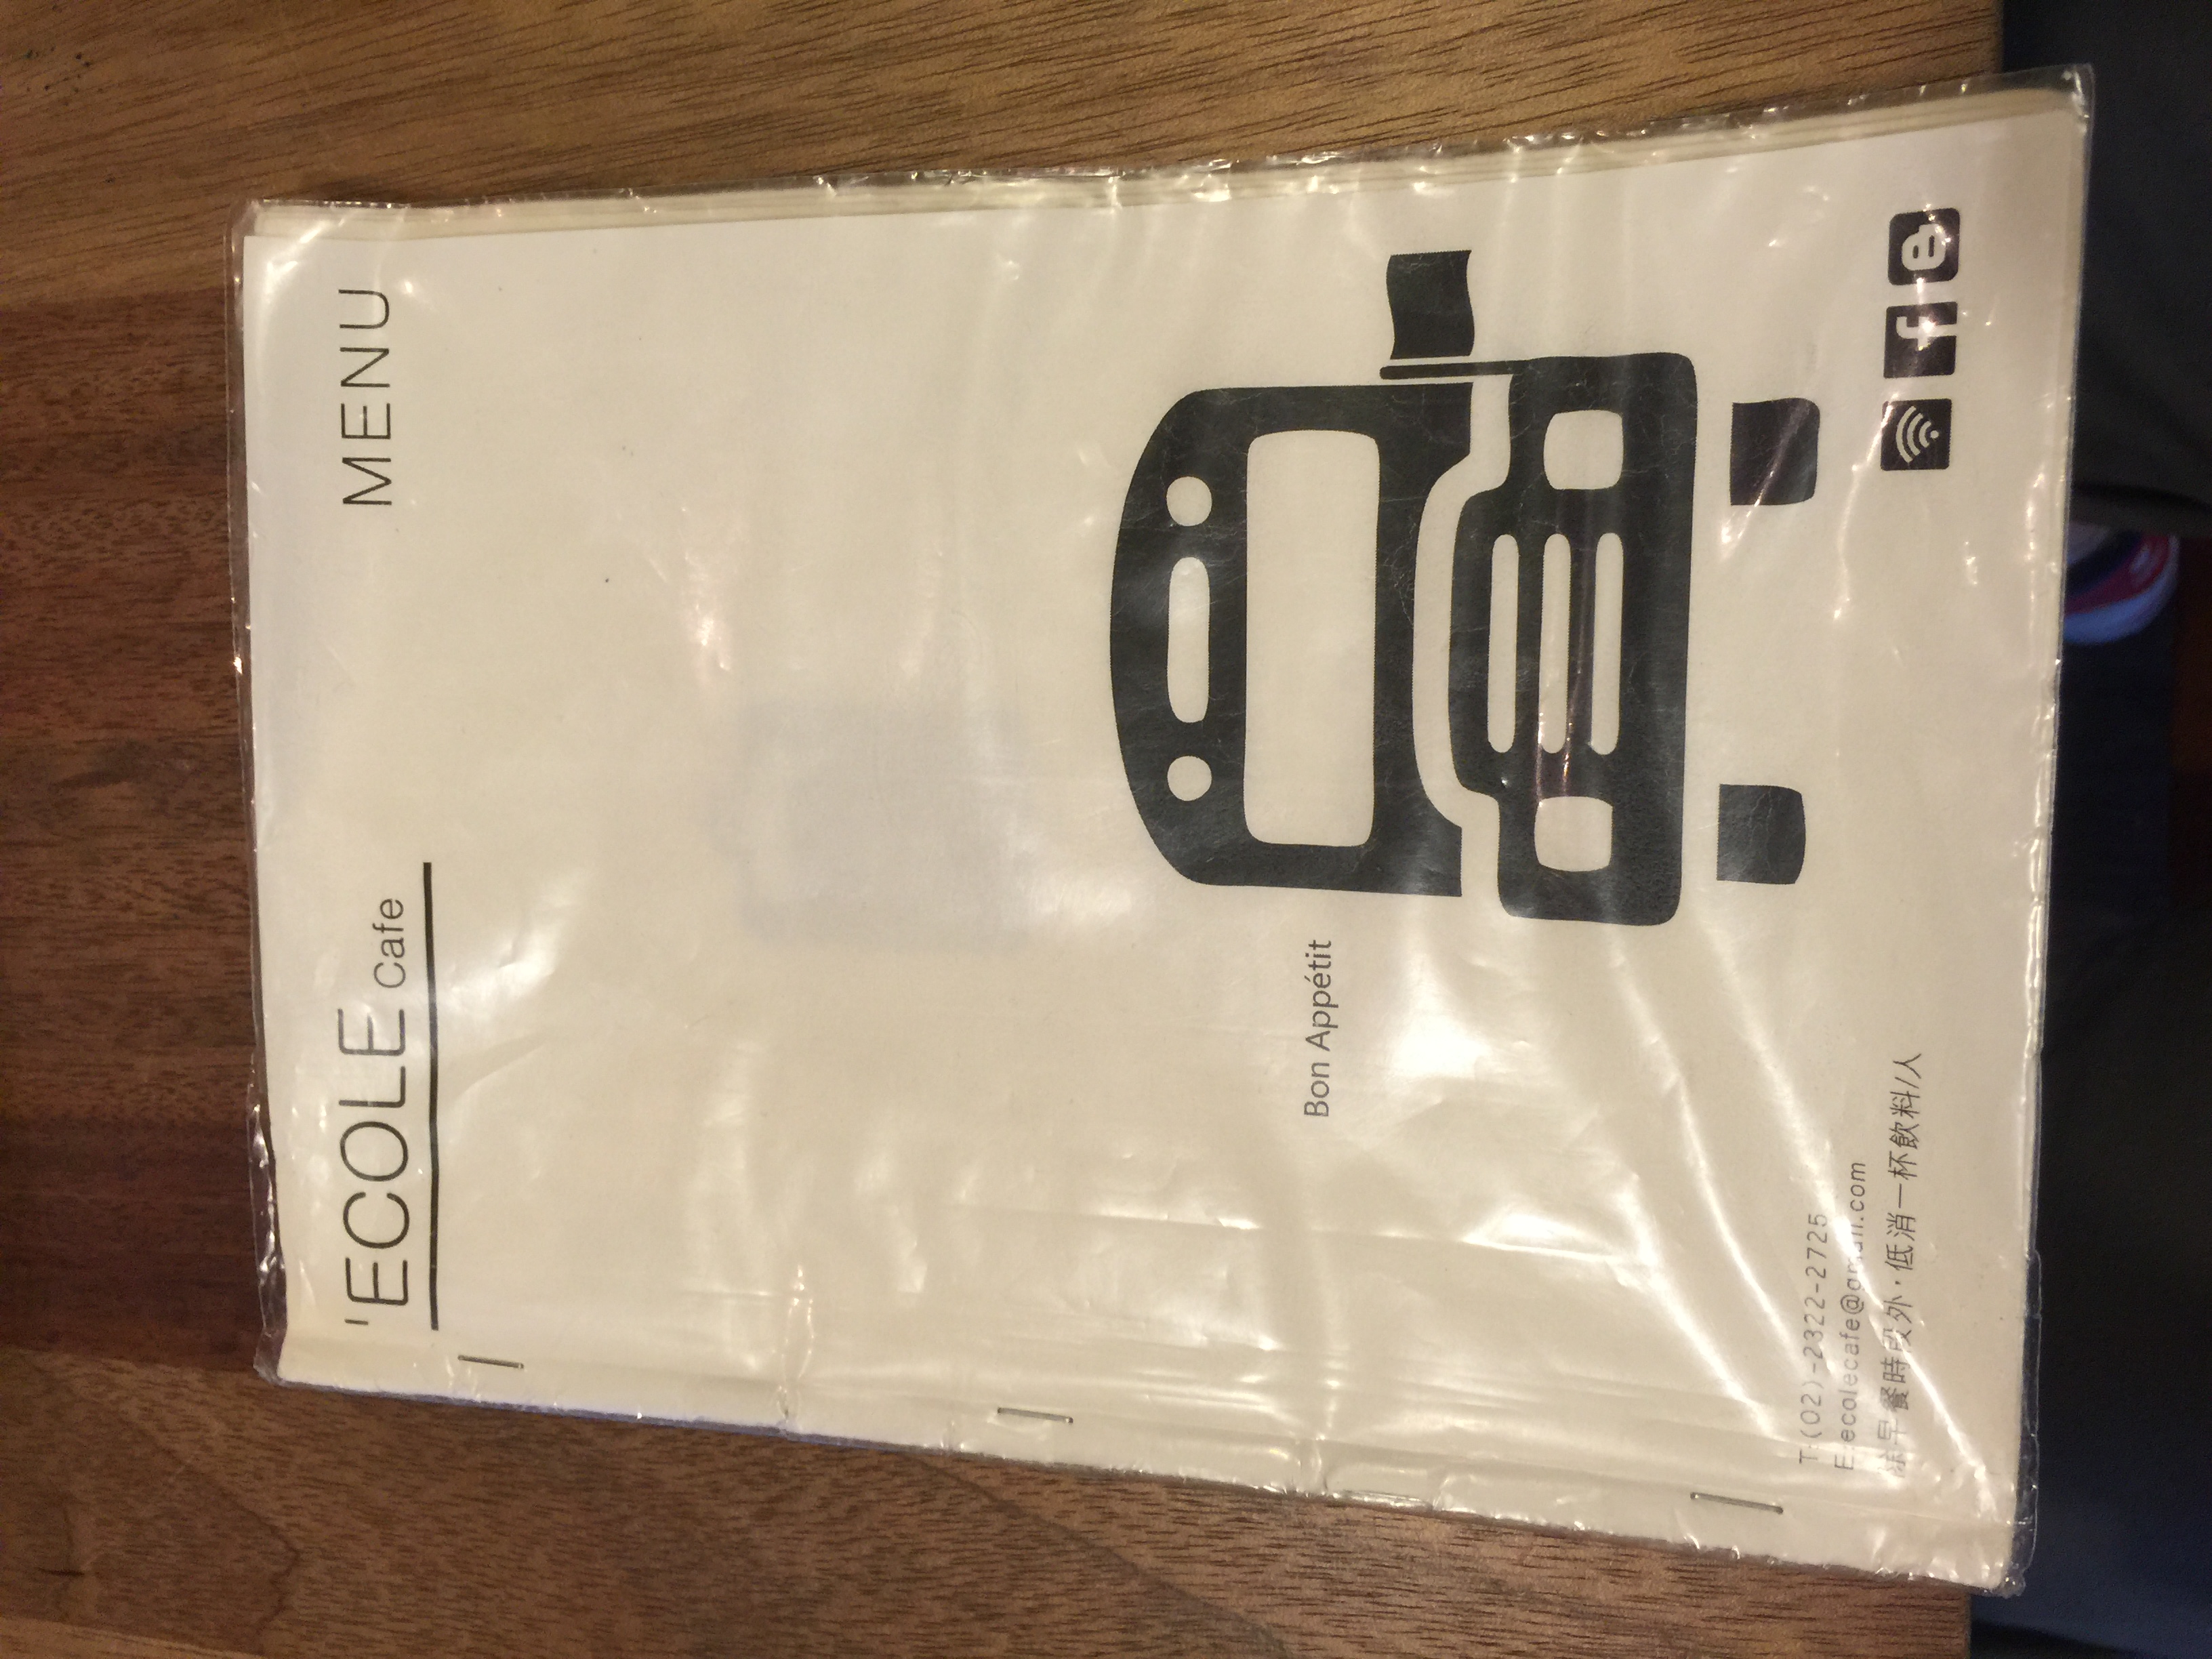 'ECOLE Cafe
MENU
Bon Appétit
T:(02)-2322-2725
E:ecolecafe@gmail.com
除早餐時段外·低消一杯飲料/人